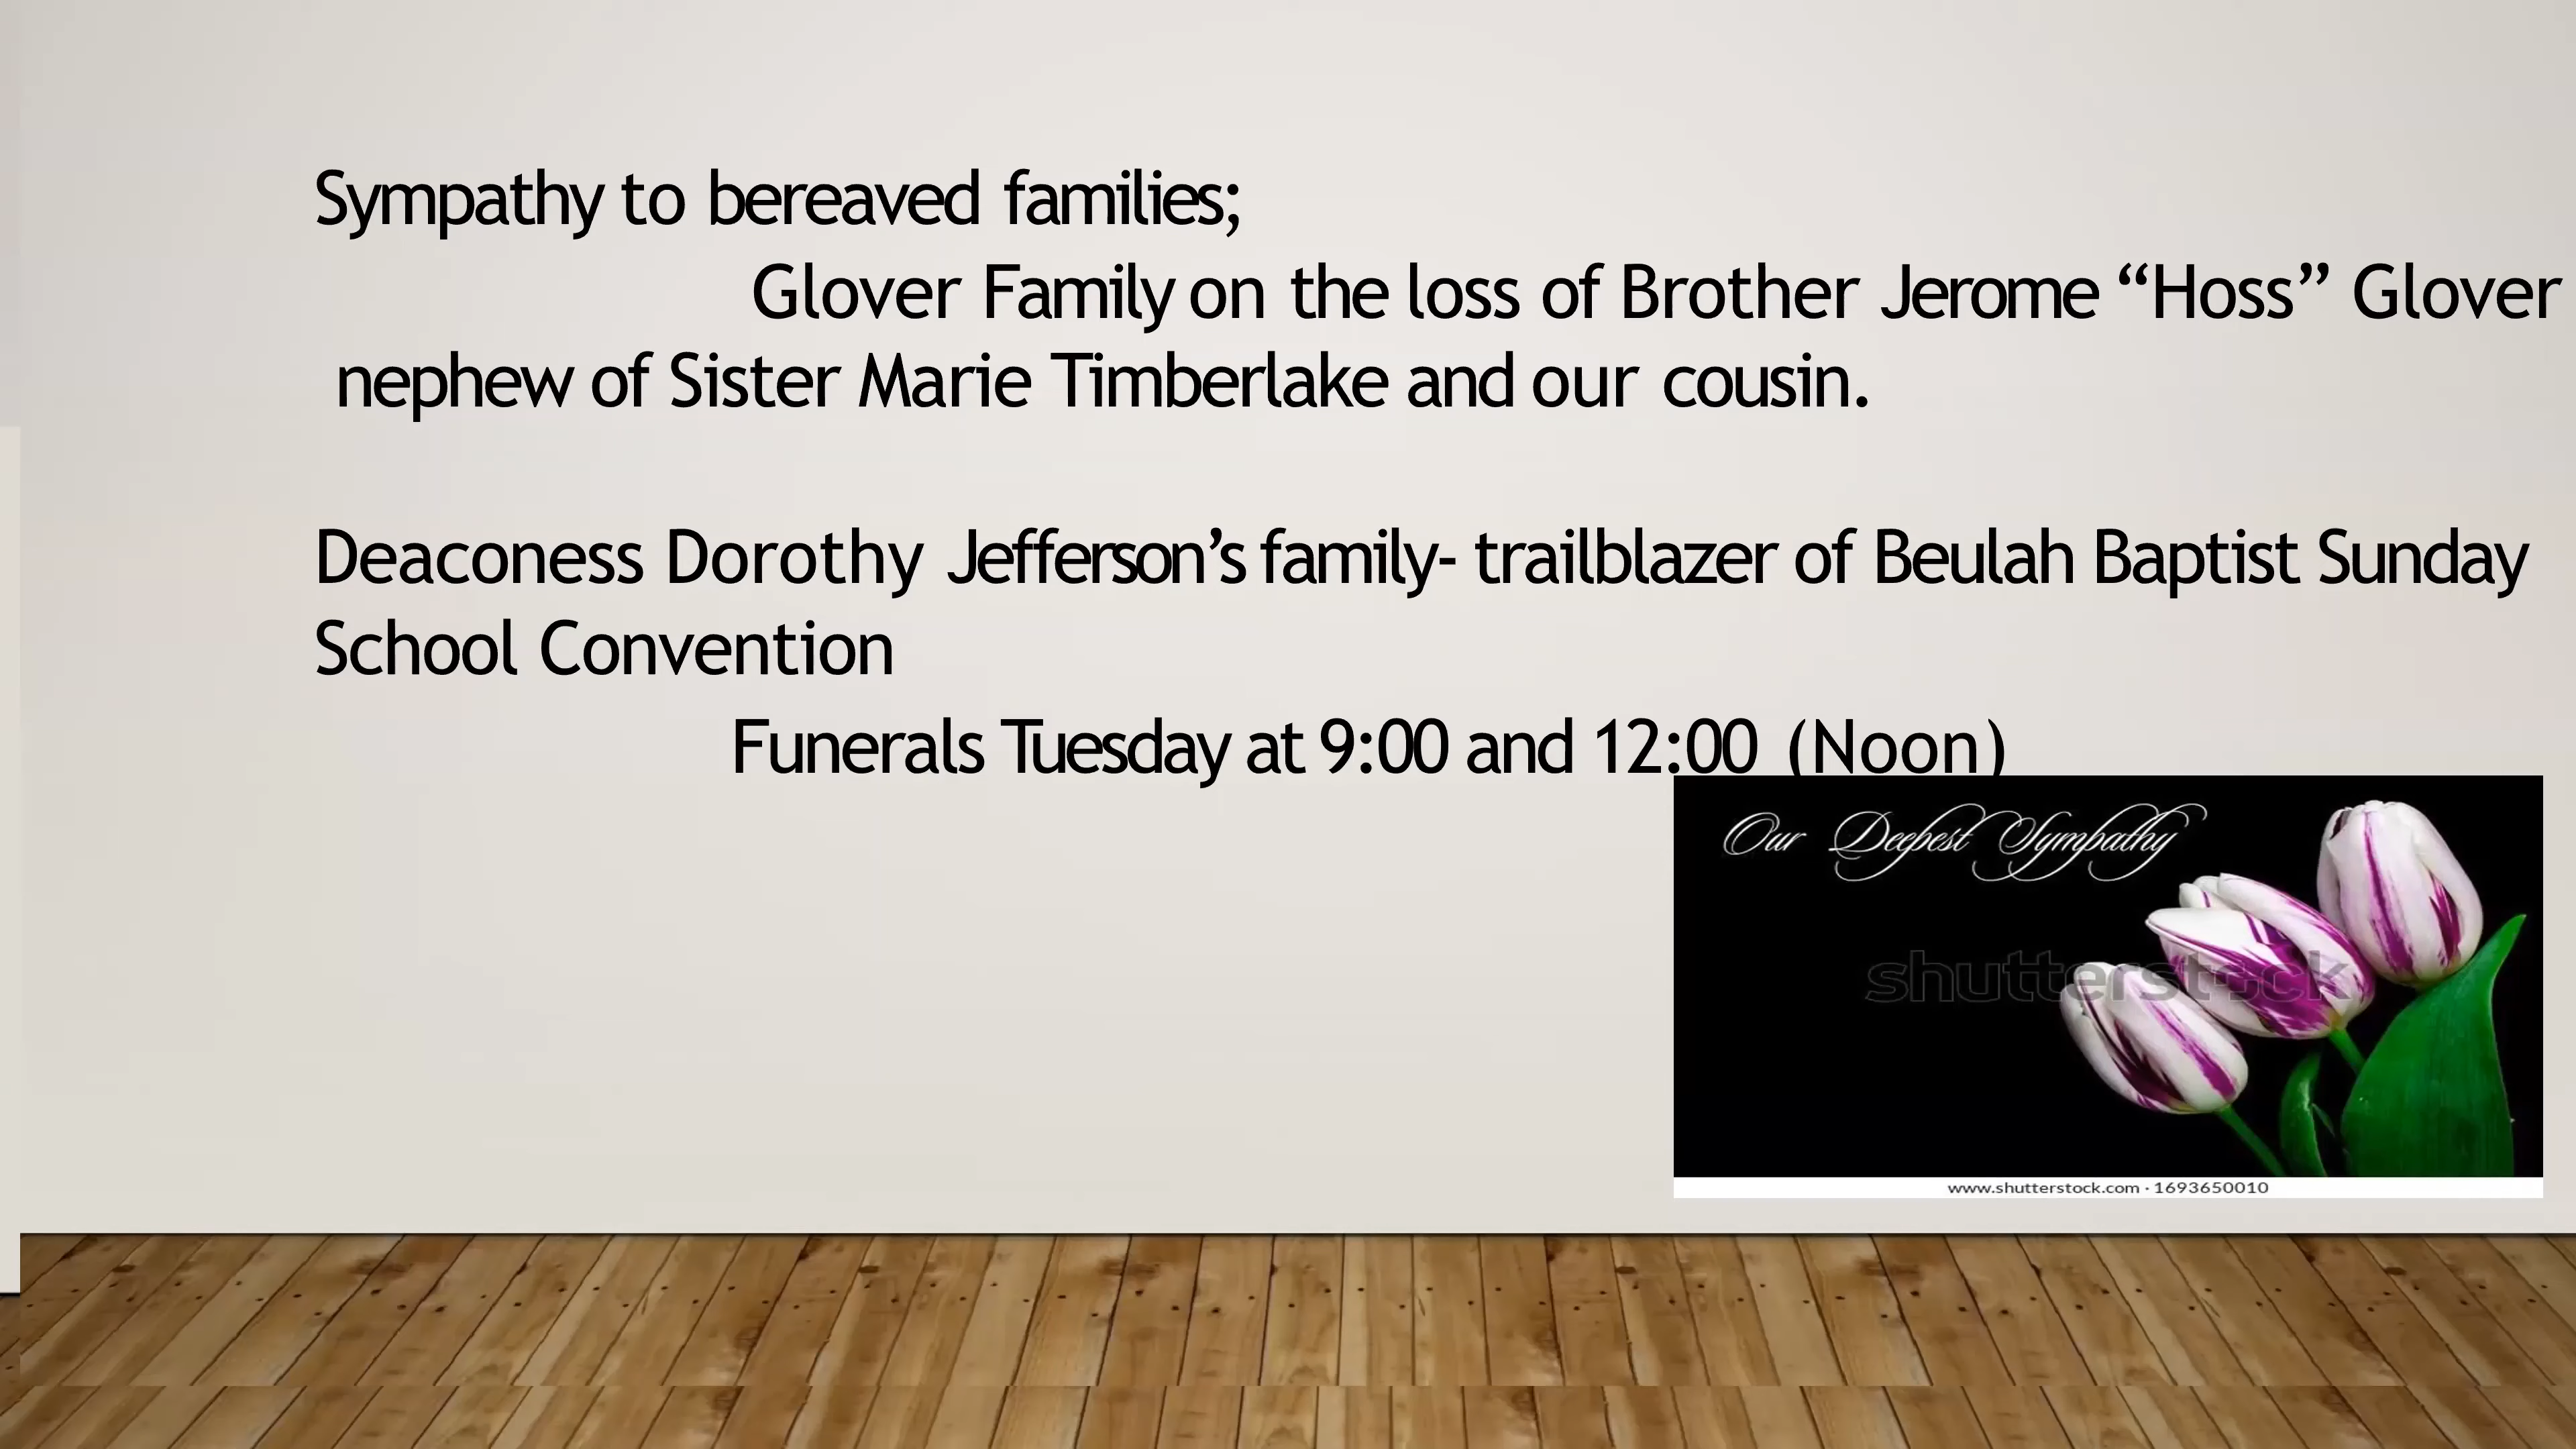 Sympathy to bereaved families;
Glover Family on the loss of Brother Jerome “Hoss” Glover
nephew of Sister Marie Timberlake and our cousin.
Deaconess Dorothy Jefferson’s family- trailblazer of Beulah Baptist Sunday
School Convention
Funerals Tuesday at 9:00 and 12:00 (Noon)
Our Deepest Sympathy
shutterstock
www.shutterstock.com · 1693650010